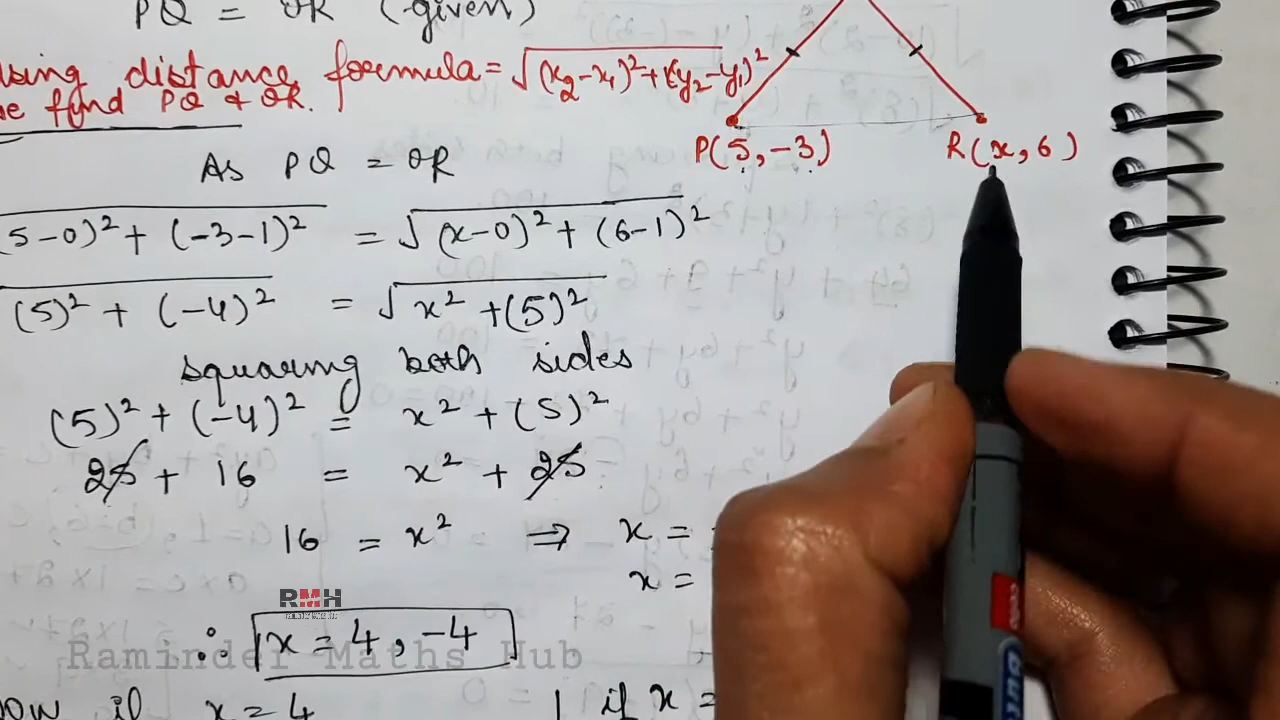 PQ = QR (given)
using distance formula = √(x₂-x₁)²+(y₂-y₁)²
we find PQ & QR.
P(5,-3)
R(x,6)
As PQ = QR
5-0)²+(-3-1)² = √(x-0)²+(6-1)²
(5)²+(-4)² = √x²+(5)²
squaring both sides
(5)²+(-4)² = x²+(5)²
25+16 = x²+25
16 = x² ⇒ x =
x =
RMH
∴ x = 4, -4
Raminder Maths Hub
now if x = 4
if x =